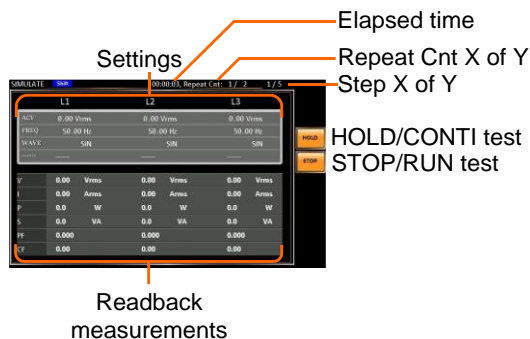 Elapsed time
Settings
Repeat Cnt X of Y
SIMULATE Shift 00:00:03, Repeat Cnt: 1/ 2 1/5
Step X of Y
L1 L2 L3
ACV 0.00 Vrms 0.00 Vrms 0.00 Vrms
FREQ 50.00 Hz 50.00 Hz 50.00 Hz
WAVE SIN SIN SIN
------ ------ ------ ------
HOLD HOLD/CONTI test
STOP STOP/RUN test
V 0.00 Vrms 0.00 Vrms 0.00 Vrms
I 0.00 Arms 0.00 Arms 0.00 Arms
P 0.0 W 0.0 W 0.0 W
S 0.0 VA 0.0 VA 0.0 VA
PF 0.000 0.000 0.000
CF 0.00 0.00 0.00
Readback
measurements